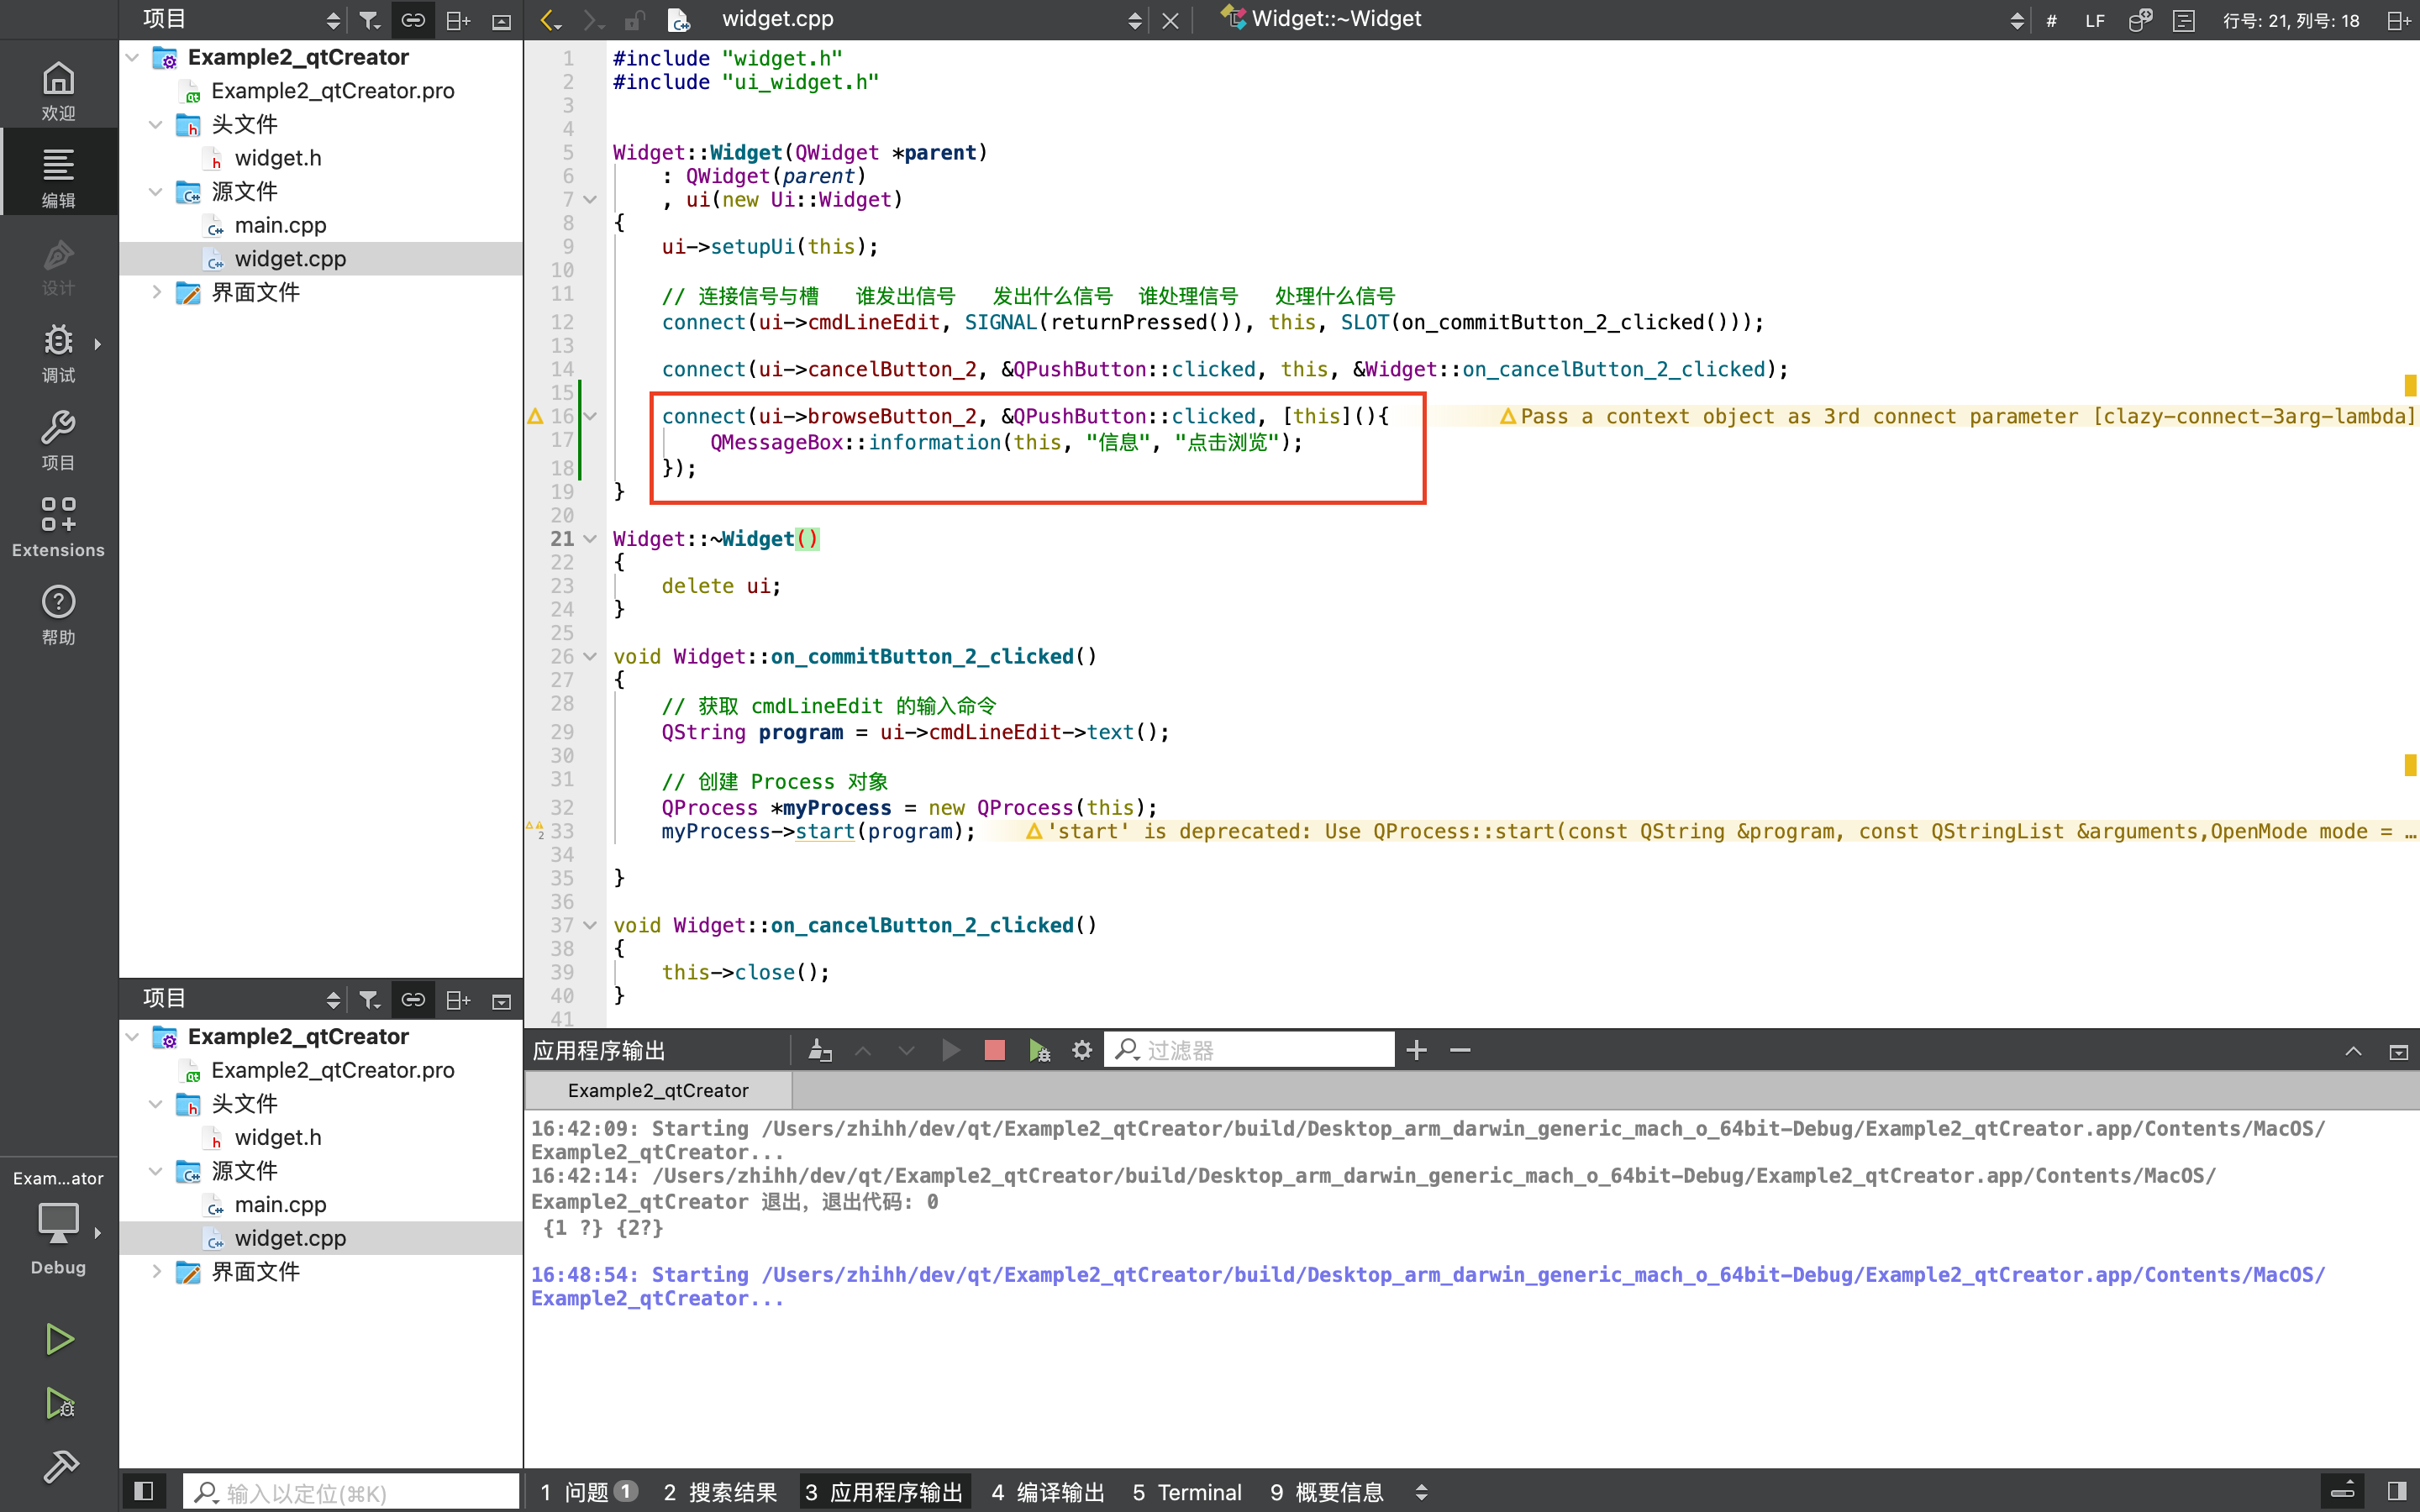 项目
widget.cpp
Widget::~Widget
#
LF
行号: 21, 列号: 18
欢迎
编辑
设计
调试
项目
Extensions
帮助
Exam...ator
Debug
Example2_qtCreator
Example2_qtCreator.pro
头文件
widget.h
源文件
main.cpp
widget.cpp
界面文件
项目
Example2_qtCreator
Example2_qtCreator.pro
头文件
widget.h
源文件
main.cpp
widget.cpp
界面文件
1 #include "widget.h"
2 #include "ui_widget.h"
3
4
5 Widget::Widget(QWidget *parent)
6 : QWidget(parent)
7 , ui(new Ui::Widget)
8 {
9 ui->setupUi(this);
10
11 // 连接信号与槽 谁发出信号 发出什么信号 谁处理信号 处理什么信号
12 connect(ui->cmdLineEdit, SIGNAL(returnPressed()), this, SLOT(on_commitButton_2_clicked()));
13
14 connect(ui->cancelButton_2, &QPushButton::clicked, this, &Widget::on_cancelButton_2_clicked);
15
16 connect(ui->browseButton_2, &QPushButton::clicked, [this](){ Pass a context object as 3rd connect parameter [clazy-connect-3arg-lambda]
17 QMessageBox::information(this, "信息", "点击浏览");
18 });
19 }
20
21 Widget::~Widget()
22 {
23 delete ui;
24 }
25
26 void Widget::on_commitButton_2_clicked()
27 {
28 // 获取 cmdLineEdit 的输入命令
29 QString program = ui->cmdLineEdit->text();
30
31 // 创建 Process 对象
32 QProcess *myProcess = new QProcess(this);
2 33 myProcess->start(program); 'start' is deprecated: Use QProcess::start(const QString &program, const QStringList &arguments,OpenMode mode = …
34
35 }
36
37 void Widget::on_cancelButton_2_clicked()
38 {
39 this->close();
40 }
41
应用程序输出
过滤器
Example2_qtCreator
16:42:09: Starting /Users/zhihh/dev/qt/Example2_qtCreator/build/Desktop_arm_darwin_generic_mach_o_64bit-Debug/Example2_qtCreator.app/Contents/MacOS/
Example2_qtCreator...
16:42:14: /Users/zhihh/dev/qt/Example2_qtCreator/build/Desktop_arm_darwin_generic_mach_o_64bit-Debug/Example2_qtCreator.app/Contents/MacOS/
Example2_qtCreator 退出，退出代码: 0
{1 ?} {2?}
16:48:54: Starting /Users/zhihh/dev/qt/Example2_qtCreator/build/Desktop_arm_darwin_generic_mach_o_64bit-Debug/Example2_qtCreator.app/Contents/MacOS/
Example2_qtCreator...
输入以定位(⌘K)
1 问题 1 2 搜索结果 3 应用程序输出 4 编译输出 5 Terminal 9 概要信息